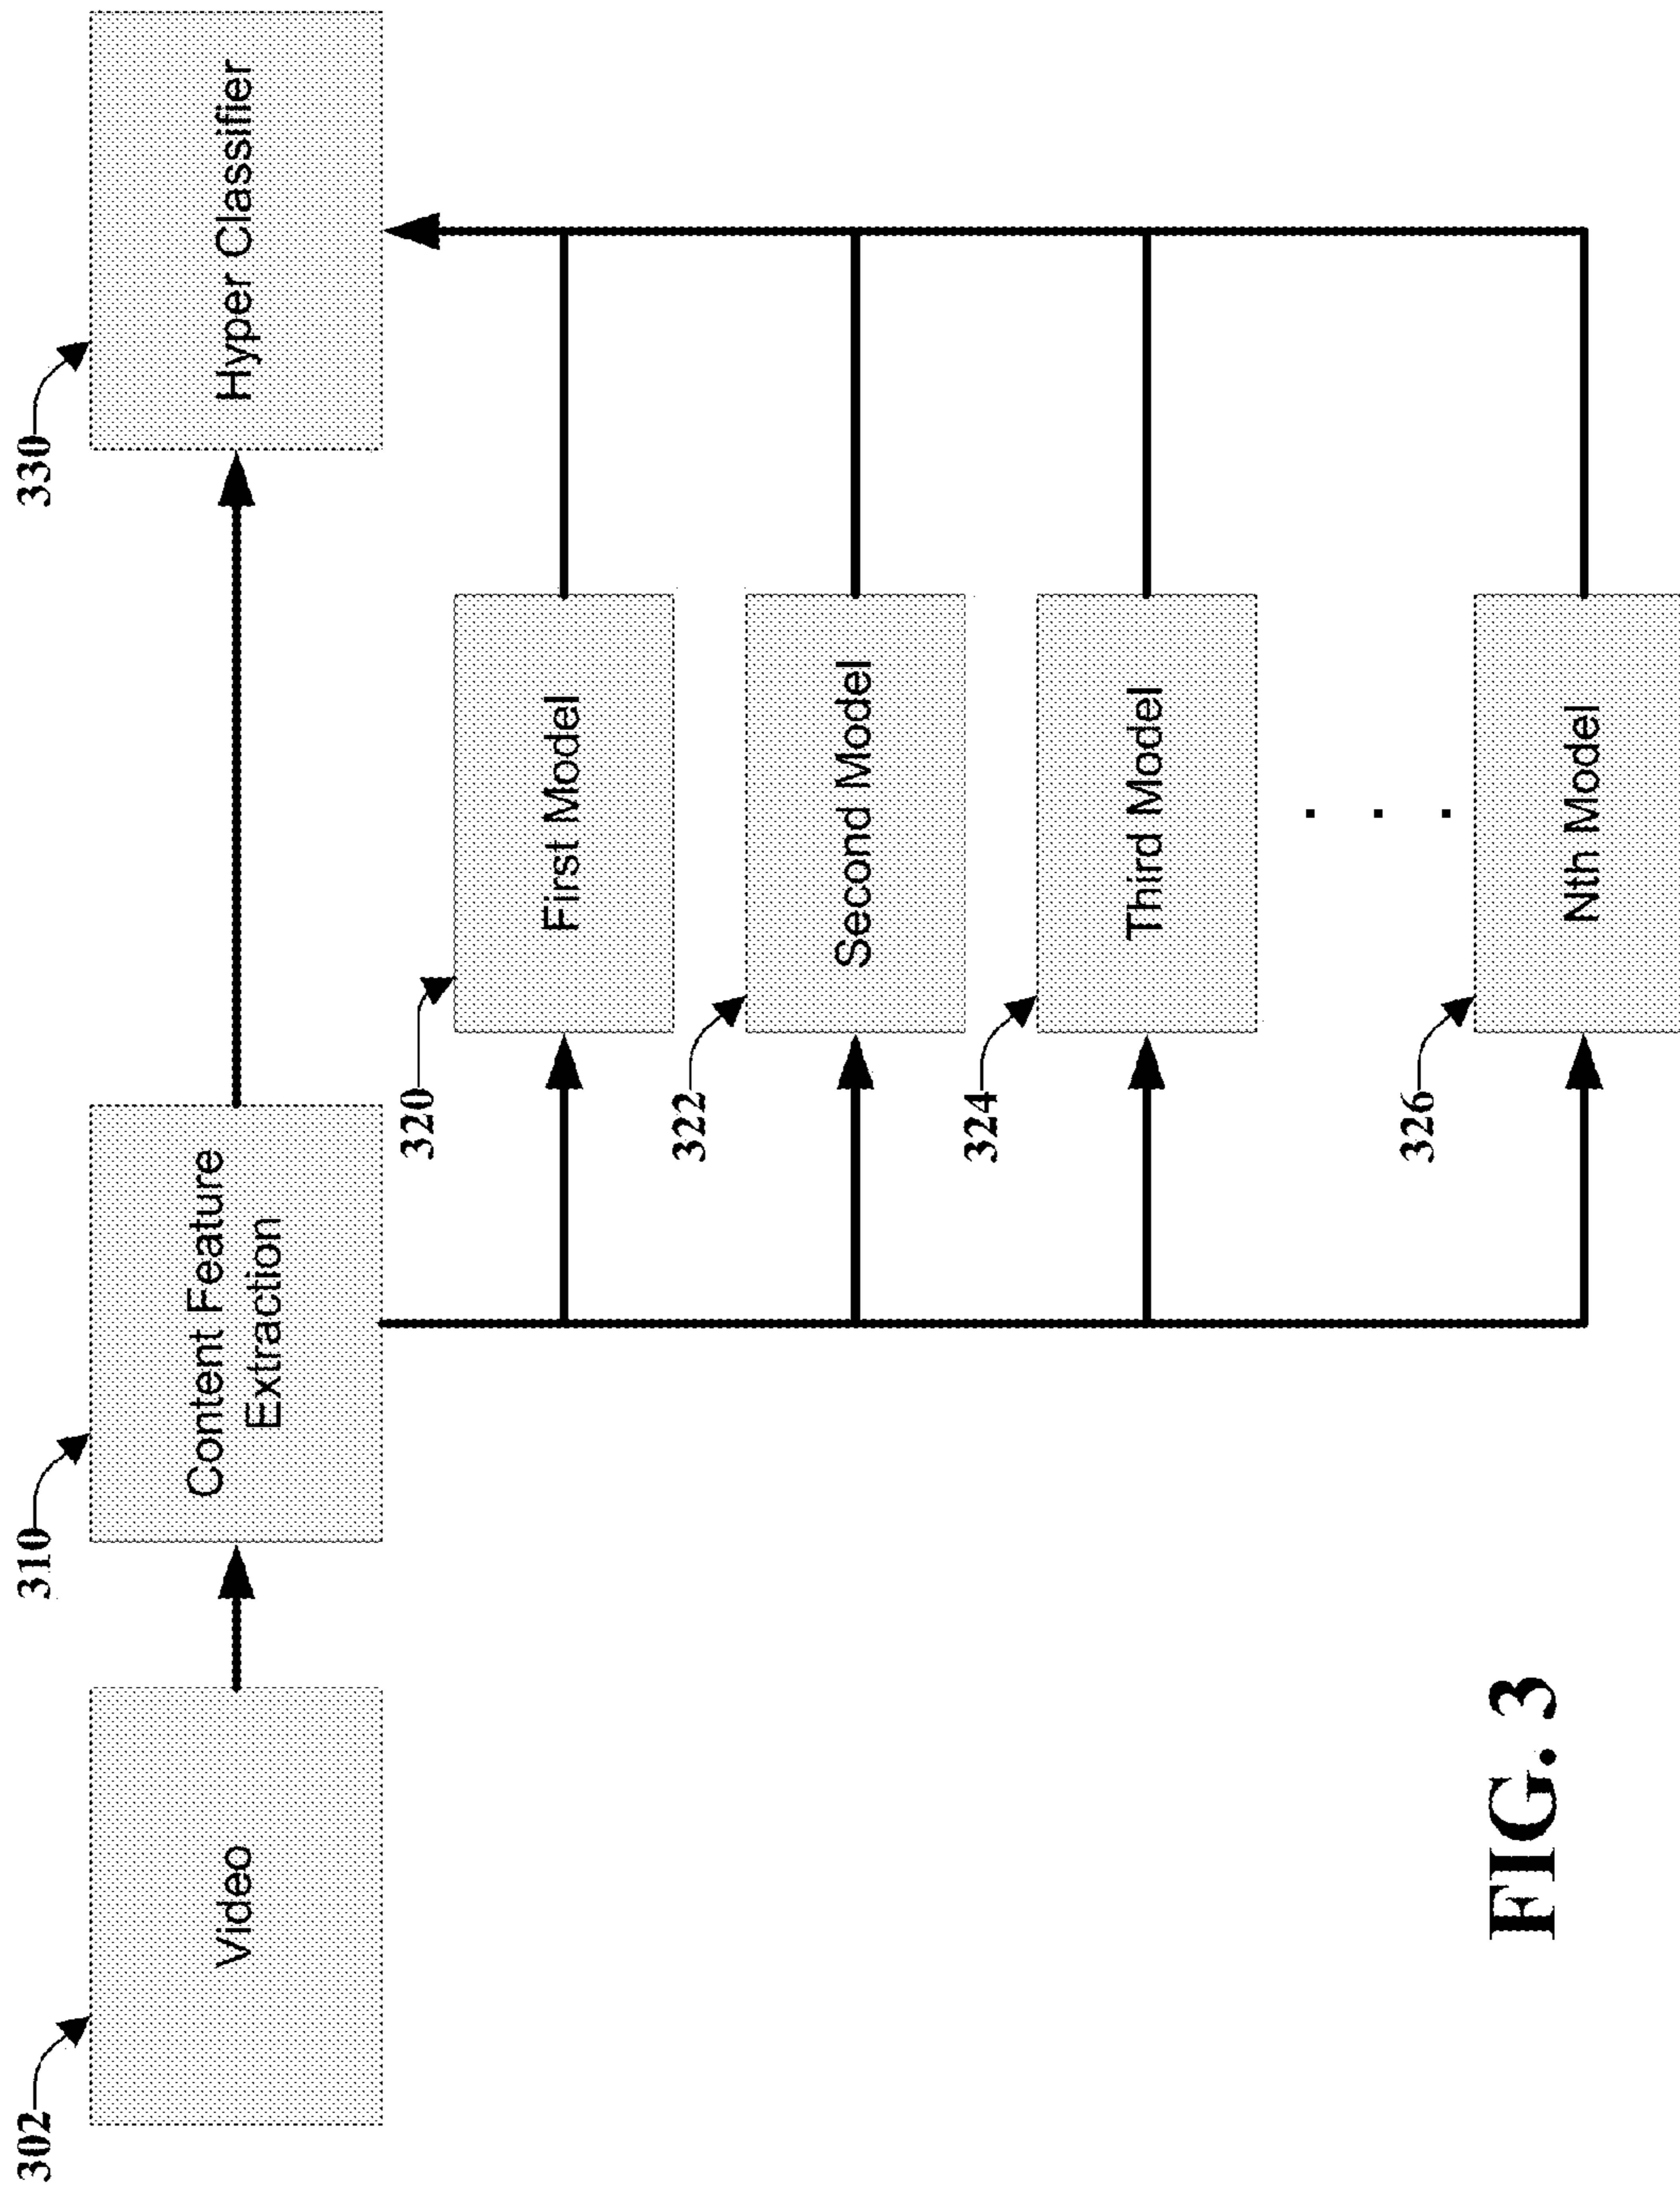 302
Video
310
Content Feature
Extraction
330
Hyper Classifier
320
First Model
322
Second Model
324
Third Model
. . .
326
Nth Model
FIG. 3